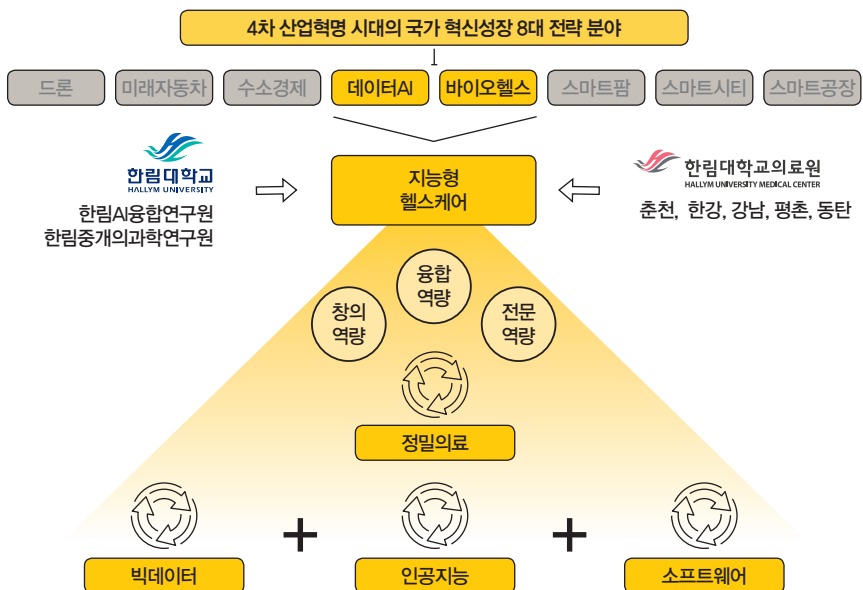 4차 산업혁명 시대의 국가 혁신성장 8대 전략 분야
드론
미래자동차
수소경제
데이터AI
바이오헬스
스마트팜
스마트시티
스마트공장
한림대학교
HALLYM UNIVERSITY
한림AI융합연구원
한림중개의과학연구원
지능형
헬스케어
한림대학교의료원
HALLYM UNIVERSITY MEDICAL CENTER
춘천, 한강, 강남, 평촌, 동탄
창의
역량
융합
역량
전문
역량
정밀의료
빅데이터
+
인공지능
+
소프트웨어